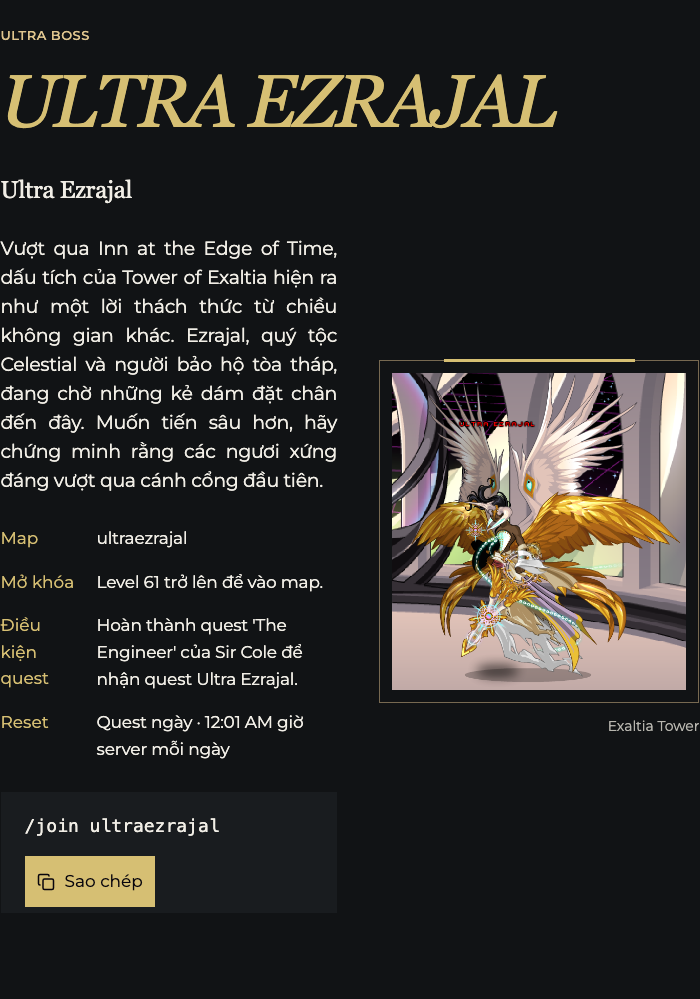 ULTRA BOSS
ULTRA EZRAJAL
Ultra Ezrajal
Vượt qua Inn at the Edge of Time,
dấu tích của Tower of Exaltia hiện ra
như một lời thách thức từ chiều
không gian khác. Ezrajal, quý tộc
Celestial và người bảo hộ tòa tháp,
đang chờ những kẻ dám đặt chân
đến đây. Muốn tiến sâu hơn, hãy
chứng minh rằng các ngươi xứng
đáng vượt qua cánh cổng đầu tiên.
ULTRA EZRAJAL
Map ultraezrajal
Mở khóa Level 61 trở lên để vào map.
Điều kiện quest Hoàn thành quest 'The
Engineer' của Sir Cole để
nhận quest Ultra Ezrajal.
Reset Quest ngày · 12:01 AM giờ
server mỗi ngày
Exaltia Tower
/join ultraezrajal
Sao chép